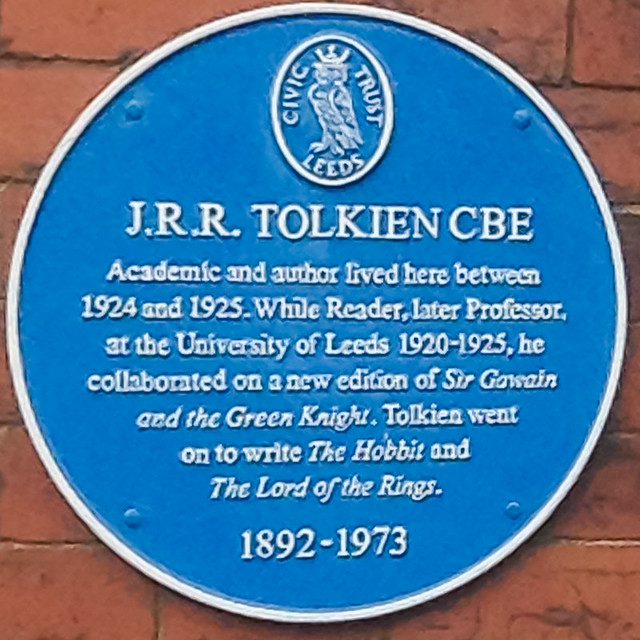 CIVIC TRUST
LEEDS
J.R.R. TOLKIEN CBE
Academic and author lived here between
1924 and 1925. While Reader, later Professor,
at the University of Leeds 1920-1925, he
collaborated on a new edition of Sir Gawain
and the Green Knight. Tolkien went
on to write The Hobbit and
The Lord of the Rings.
1892-1973